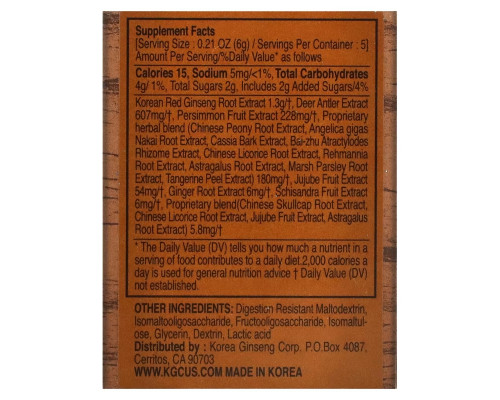 Supplement Facts
[Serving Size : 0.21 OZ (6g) / Servings Per Container : 5]
Amount Per Serving/%Daily Value* as follows
Calories 15, Sodium 5mg/<1%, Total Carbohydrates
4g/ 1%, Total Sugars 2g, Includes 2g Added Sugars/4%
Korean Red Ginseng Root Extract 1.3g/†, Deer Antler Extract
607mg/†, Persimmon Fruit Extract 228mg/†, Proprietary
herbal blend (Chinese Peony Root Extract, Angelica gigas
Nakai Root Extract, Cassia Bark Extract, Bai-zhu Atractylodes
Rhizome Extract, Chinese Licorice Root Extract, Rehmannia
Root Extract, Astragalus Root Extract, Marsh Parsley Root
Extract, Tangerine Peel Extract) 180mg/†, Jujube Fruit Extract
54mg/†, Ginger Root Extract 6mg/†, Schisandra Fruit Extract
6mg/†, Proprietary blend(Chinese Skullcap Root Extract,
Chinese Licorice Root Extract, Jujube Fruit Extract, Astragalus
Root Extract) 5.8mg/†
* The Daily Value (DV) tells you how much a nutrient in a
serving of food contributes to a daily diet.2,000 calories a
day is used for general nutrition advice † Daily Value (DV)
not established.
OTHER INGREDIENTS: Digestion Resistant Maltodextrin,
Isomaltooligosaccharide, Fructooligosaccharide, Isomaltul-
ose, Glycerin, Dextrin, Lactic acid
Distributed by : Korea Ginseng Corp. P.O.Box 4087,
Cerritos, CA 90703
WWW.KGCUS.COM MADE IN KOREA